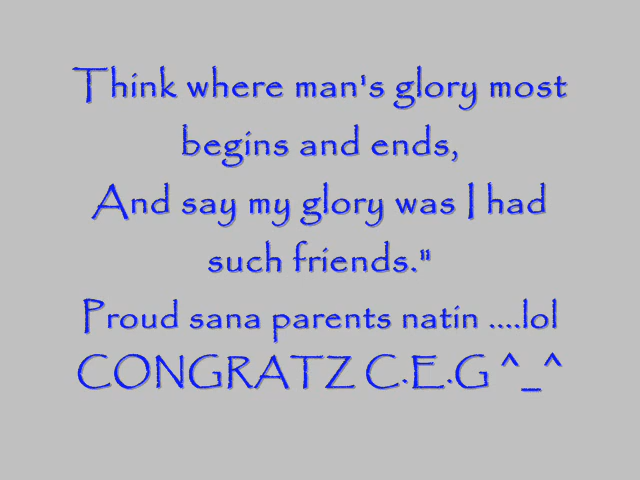 Think where man's glory most
begins and ends,
And say my glory was I had
such friends."
Proud sana parents natin ....lol
CONGRATZ C.E.G ^_^